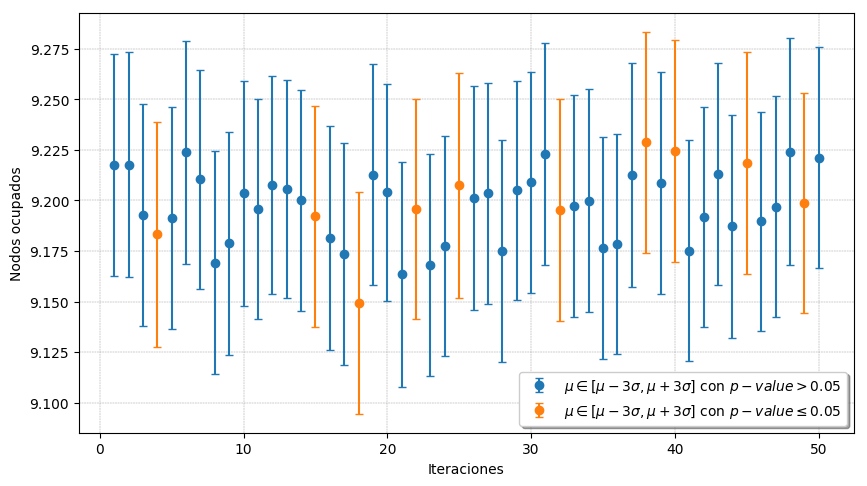 9.275
9.250
9.225
9.200
9.175
9.150
9.125
9.100
Nodos ocupados
μ ∈ [μ − 3σ, μ + 3σ] con p − value > 0.05
μ ∈ [μ − 3σ, μ + 3σ] con p − value ≤ 0.05
0 10 20 30 40 50
Iteraciones